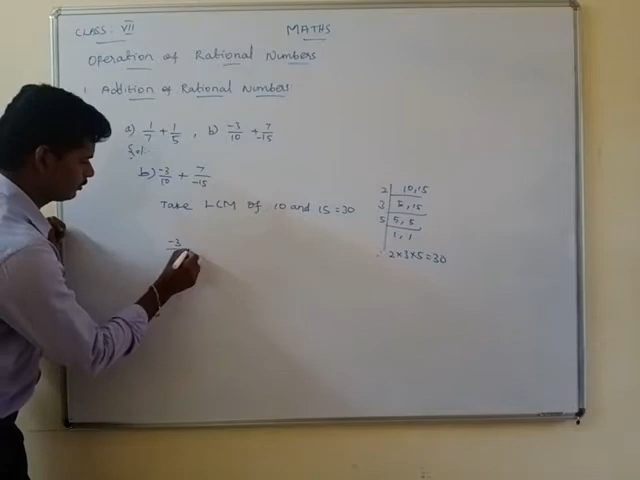 CLASS : VII
MATHS
Operation of Rational Numbers
1. Addition of Rational Numbers
a) 1/7 + 1/5 , b) -3/10 + 7/-15
Sol:-
b) -3/10 + 7/-15
Take LCM of 10 and 15 = 30
2 | 10, 15
3 | 5, 15
5 | 5, 5
1, 1
∴ 2×3×5=30
-3